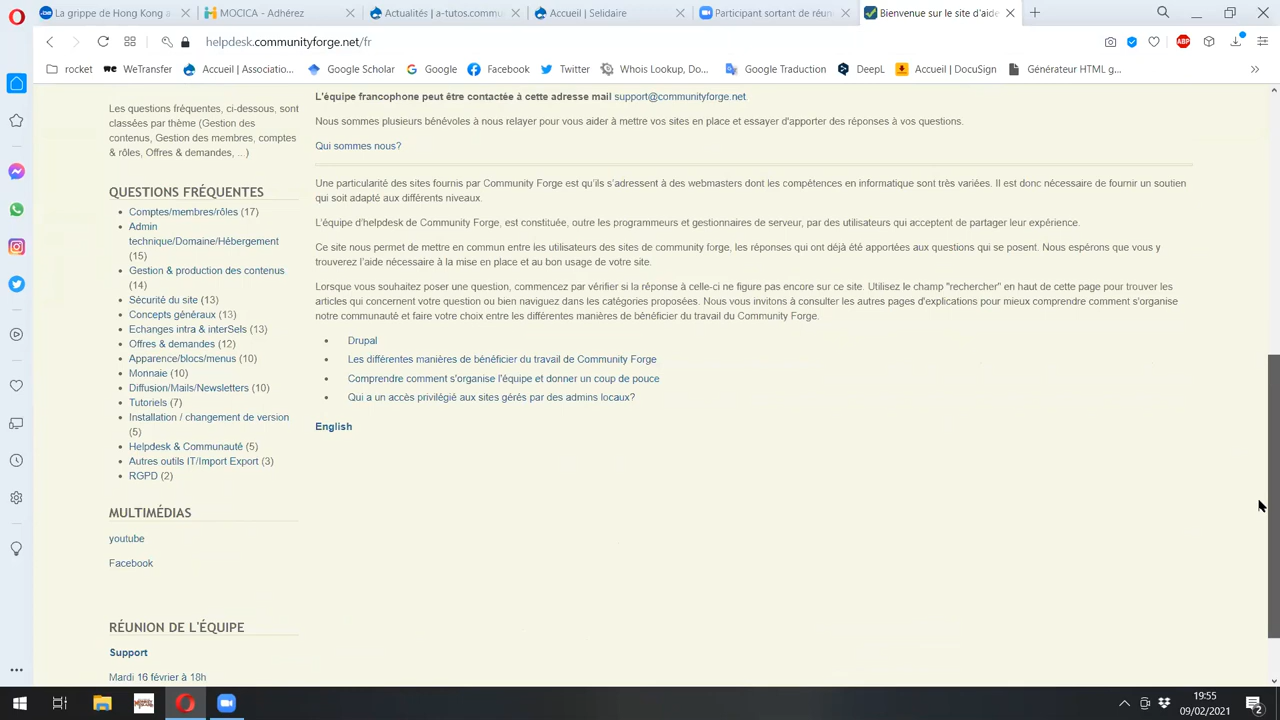 La grippe de Hong Kong a
MOCICA - Adhérez
Actualités | a-tutos.commu
Accueil | Selidaire
Participant sortant de réun
Bienvenue sur le site d'aide
helpdesk.communityforge.net/fr
ABP
rocket
WeTransfer
Accueil | Associatio...
Google Scholar
Google
Facebook
Twitter
Whois Lookup, Do...
Google Traduction
DeepL
Accueil | DocuSign
Générateur HTML g...
Les questions fréquentes, ci-dessous, sont
classées par thème (Gestion des
contenus, Gestion des membres, comptes
& rôles, Offres & demandes, ...)
QUESTIONS FRÉQUENTES
Comptes/membres/rôles (17)
Admin
technique/Domaine/Hébergement
(15)
Gestion & production des contenus
(14)
Sécurité du site (13)
Concepts généraux (13)
Echanges intra & interSels (13)
Offres & demandes (12)
Apparence/blocs/menus (10)
Monnaie (10)
Diffusion/Mails/Newsletters (10)
Tutoriels (7)
Installation / changement de version
(5)
Helpdesk & Communauté (5)
Autres outils IT/Import Export (3)
RGPD (2)
MULTIMÉDIAS
youtube
Facebook
RÉUNION DE L'ÉQUIPE
Support
Mardi 16 février à 18h
L'équipe francophone peut être contactée à cette adresse mail support@communityforge.net
Nous sommes plusieurs bénévoles à nous relayer pour vous aider à mettre vos sites en place et essayer d'apporter des réponses à vos questions.
Qui sommes nous?
Une particularité des sites fournis par Community Forge est qu'ils s'adressent à des webmasters dont les compétences en informatique sont très variées. Il est donc nécessaire de fournir un soutien
qui soit adapté aux différents niveaux.
L'équipe d'helpdesk de Community Forge, est constituée, outre les programmeurs et gestionnaires de serveur, par des utilisateurs qui acceptent de partager leur expérience.
Ce site nous permet de mettre en commun entre les utilisateurs des sites de community forge, les réponses qui ont déjà été apportées aux questions qui se posent. Nous espérons que vous y
trouverez l'aide nécessaire à la mise en place et au bon usage de votre site.
Lorsque vous souhaitez poser une question, commencez par vérifier si la réponse à celle-ci ne figure pas encore sur ce site. Utilisez le champ "rechercher" en haut de cette page pour trouver les
articles qui concernent votre question ou bien naviguez dans les catégories proposées. Nous vous invitons à consulter les autres pages d'explications pour mieux comprendre comment s'organise
notre communauté et faire votre choix entre les différentes manières de bénéficier du travail du Community Forge.
Drupal
Les différentes manières de bénéficier du travail de Community Forge
Comprendre comment s'organise l'équipe et donner un coup de pouce
Qui a un accès privilégié aux sites gérés par des admins locaux?
English
19:55
09/02/2021
2